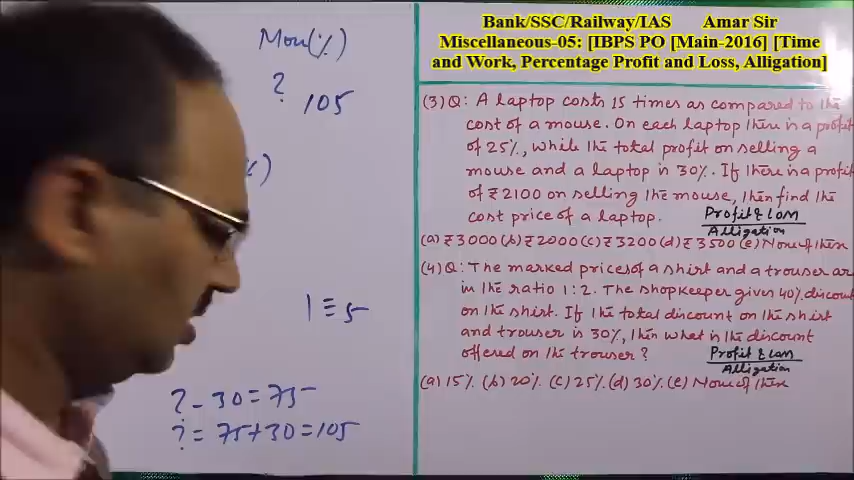 Bank/SSC/Railway/IAS Amar Sir
Miscellaneous-05: [IBPS PO [Main-2016] [Time
and Work, Percentage Profit and Loss, Alligation]
Mou(%)
? 105
%)
1 ≡ 5
? - 30 = 75
? = 75+30 = 105
(3) Q: A laptop costs 15 times as compared to the
cost of a mouse. On each laptop there is a profit
of 25%, while the total profit on selling a
mouse and a laptop is 30%. If there is a profit
of ₹ 2100 on selling the mouse, then find the
cost price of a laptop. Profit & Loss
Alligation
(a) ₹ 3000 (b) ₹ 2000 (c) ₹ 3200 (d) ₹ 3500 (e) None of them
(4) Q: The marked prices of a shirt and a trouser ar
in the ratio 1:2. The shopkeeper gives 40% discount
on the shirt. If the total discount on the shirt
and trouser is 30%, then what is the discount
offered on the trouser? Profit & Loss
Alligation
(a) 15% (b) 20% (c) 25% (d) 30% (e) None of them